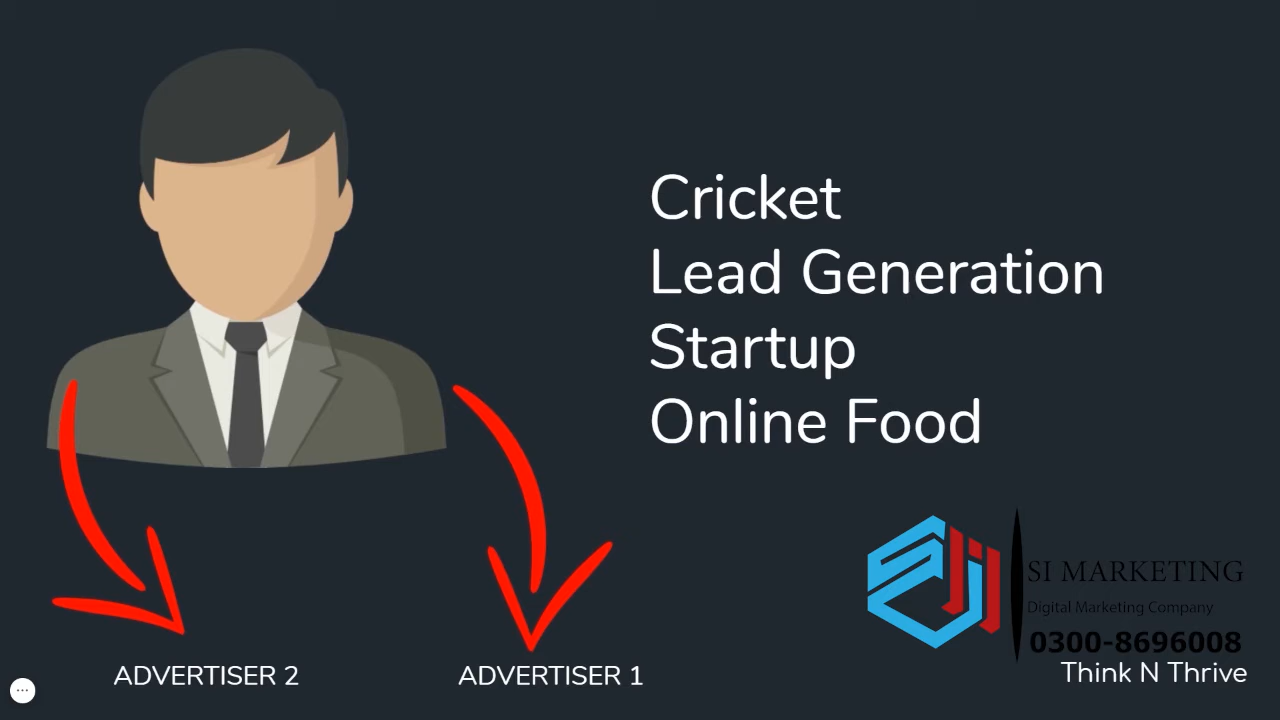 Cricket
Lead Generation
Startup
Online Food
SI MARKETING
Digital Marketing Company
0300-8696008
Think N Thrive
ADVERTISER 2
ADVERTISER 1